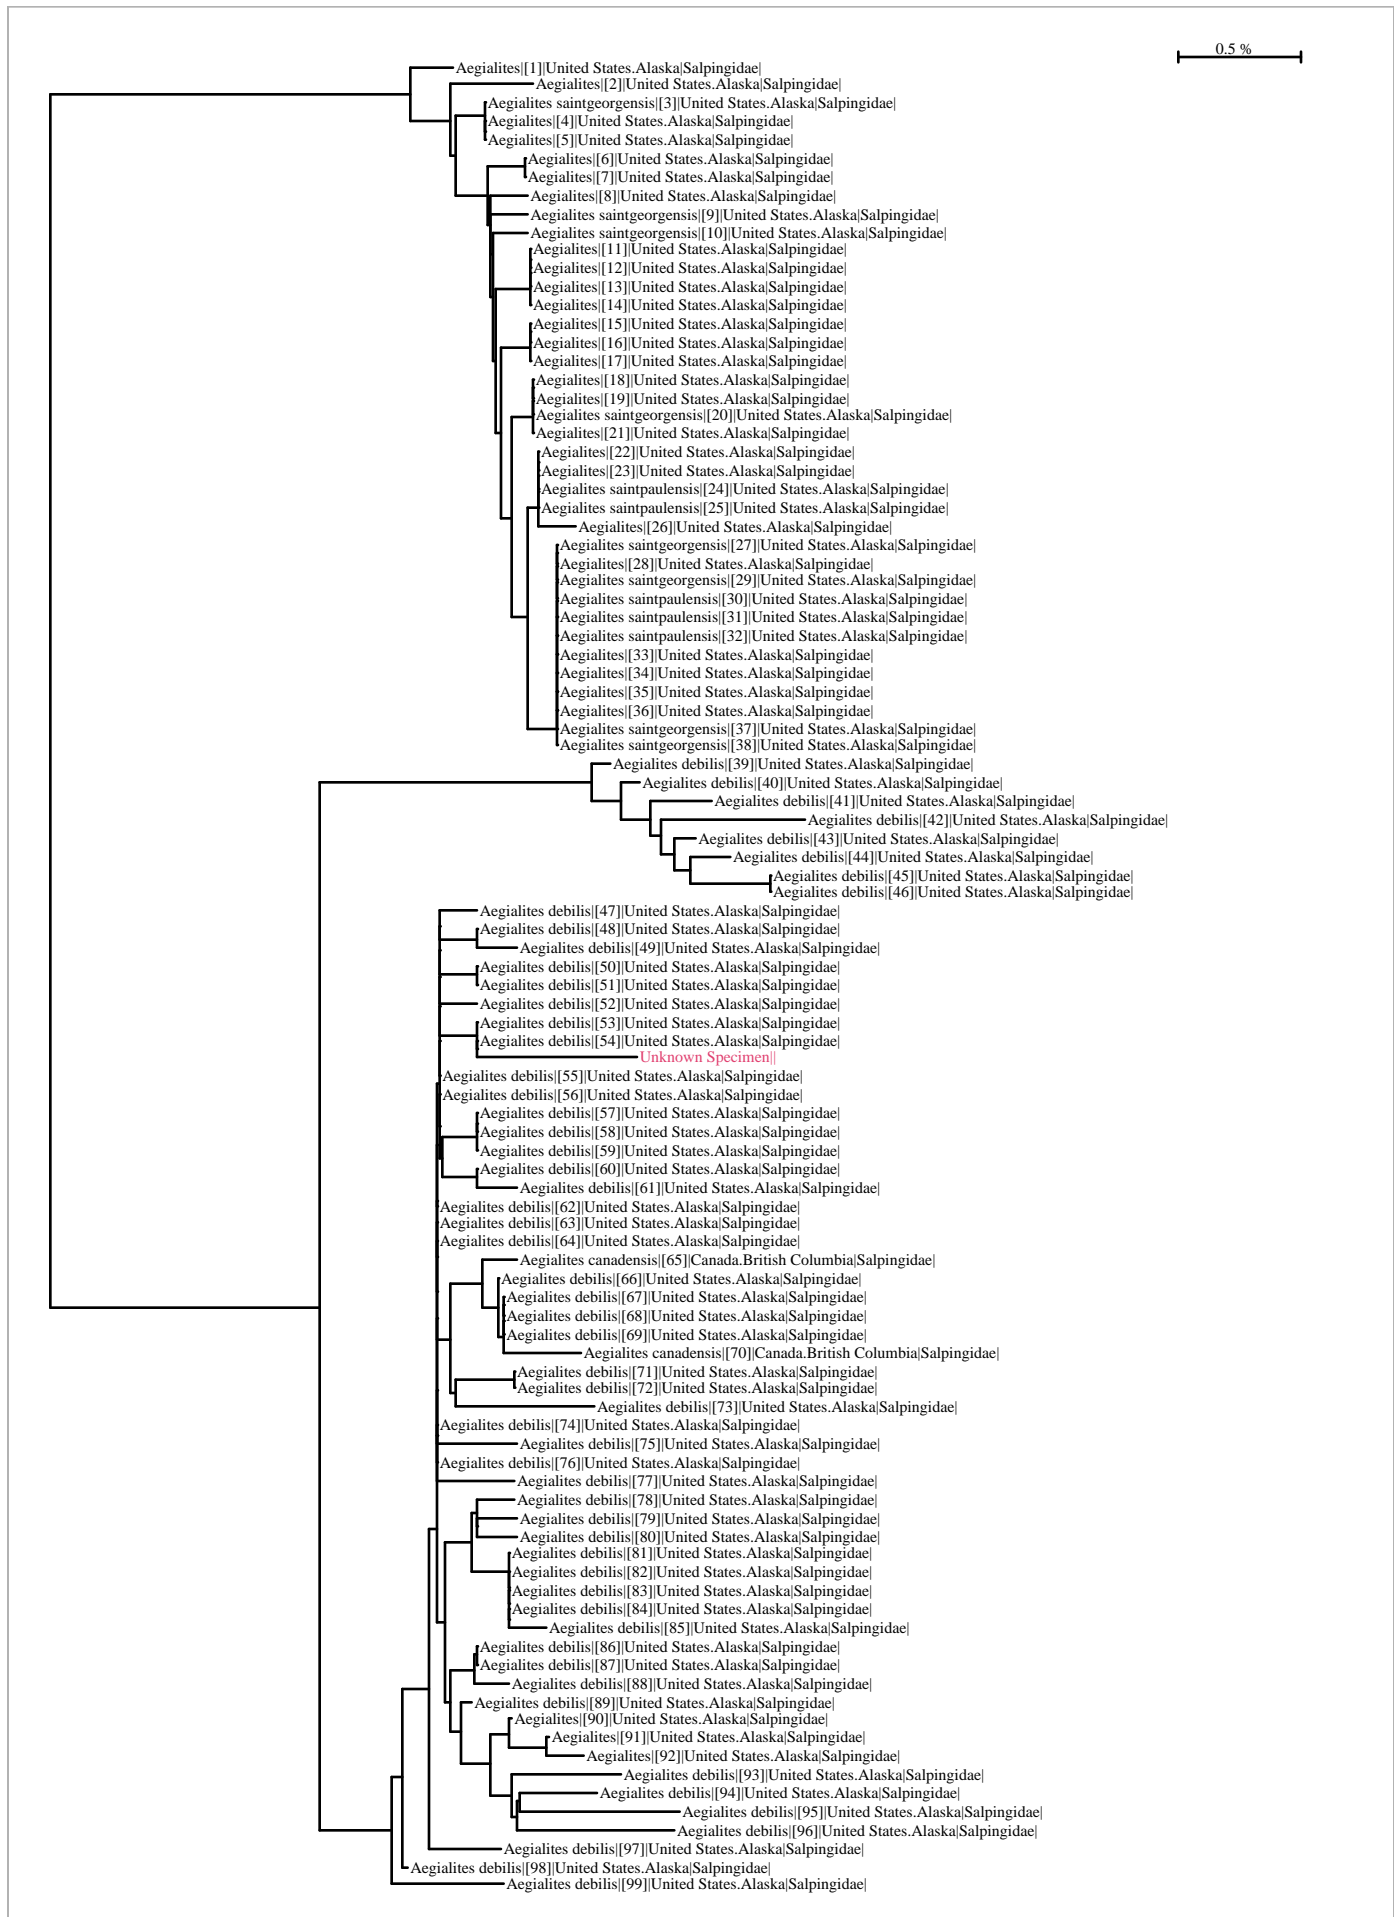 0.5 %
Aegialites|[1]|United States.Alaska|Salpingidae|
Aegialites|[2]|United States.Alaska|Salpingidae|
Aegialites saintgeorgensis|[3]|United States.Alaska|Salpingidae|
Aegialites|[4]|United States.Alaska|Salpingidae|
Aegialites|[5]|United States.Alaska|Salpingidae|
Aegialites|[6]|United States.Alaska|Salpingidae|
Aegialites|[7]|United States.Alaska|Salpingidae|
Aegialites|[8]|United States.Alaska|Salpingidae|
Aegialites saintgeorgensis|[9]|United States.Alaska|Salpingidae|
Aegialites saintgeorgensis|[10]|United States.Alaska|Salpingidae|
Aegialites|[11]|United States.Alaska|Salpingidae|
Aegialites|[12]|United States.Alaska|Salpingidae|
Aegialites|[13]|United States.Alaska|Salpingidae|
Aegialites|[14]|United States.Alaska|Salpingidae|
Aegialites|[15]|United States.Alaska|Salpingidae|
Aegialites|[16]|United States.Alaska|Salpingidae|
Aegialites|[17]|United States.Alaska|Salpingidae|
Aegialites|[18]|United States.Alaska|Salpingidae|
Aegialites|[19]|United States.Alaska|Salpingidae|
Aegialites saintgeorgensis|[20]|United States.Alaska|Salpingidae|
Aegialites|[21]|United States.Alaska|Salpingidae|
Aegialites|[22]|United States.Alaska|Salpingidae|
Aegialites|[23]|United States.Alaska|Salpingidae|
Aegialites saintpaulensis|[24]|United States.Alaska|Salpingidae|
Aegialites saintpaulensis|[25]|United States.Alaska|Salpingidae|
Aegialites|[26]|United States.Alaska|Salpingidae|
Aegialites saintgeorgensis|[27]|United States.Alaska|Salpingidae|
Aegialites|[28]|United States.Alaska|Salpingidae|
Aegialites saintgeorgensis|[29]|United States.Alaska|Salpingidae|
Aegialites saintpaulensis|[30]|United States.Alaska|Salpingidae|
Aegialites saintpaulensis|[31]|United States.Alaska|Salpingidae|
Aegialites saintpaulensis|[32]|United States.Alaska|Salpingidae|
Aegialites|[33]|United States.Alaska|Salpingidae|
Aegialites|[34]|United States.Alaska|Salpingidae|
Aegialites|[35]|United States.Alaska|Salpingidae|
Aegialites|[36]|United States.Alaska|Salpingidae|
Aegialites saintgeorgensis|[37]|United States.Alaska|Salpingidae|
Aegialites saintgeorgensis|[38]|United States.Alaska|Salpingidae|
Aegialites debilis|[39]|United States.Alaska|Salpingidae|
Aegialites debilis|[40]|United States.Alaska|Salpingidae|
Aegialites debilis|[41]|United States.Alaska|Salpingidae|
Aegialites debilis|[42]|United States.Alaska|Salpingidae|
Aegialites debilis|[43]|United States.Alaska|Salpingidae|
Aegialites debilis|[44]|United States.Alaska|Salpingidae|
Aegialites debilis|[45]|United States.Alaska|Salpingidae|
Aegialites debilis|[46]|United States.Alaska|Salpingidae|
Aegialites debilis|[47]|United States.Alaska|Salpingidae|
Aegialites debilis|[48]|United States.Alaska|Salpingidae|
Aegialites debilis|[49]|United States.Alaska|Salpingidae|
Aegialites debilis|[50]|United States.Alaska|Salpingidae|
Aegialites debilis|[51]|United States.Alaska|Salpingidae|
Aegialites debilis|[52]|United States.Alaska|Salpingidae|
Aegialites debilis|[53]|United States.Alaska|Salpingidae|
Aegialites debilis|[54]|United States.Alaska|Salpingidae|
Unknown Specimen||
Aegialites debilis|[55]|United States.Alaska|Salpingidae|
Aegialites debilis|[56]|United States.Alaska|Salpingidae|
Aegialites debilis|[57]|United States.Alaska|Salpingidae|
Aegialites debilis|[58]|United States.Alaska|Salpingidae|
Aegialites debilis|[59]|United States.Alaska|Salpingidae|
Aegialites debilis|[60]|United States.Alaska|Salpingidae|
Aegialites debilis|[61]|United States.Alaska|Salpingidae|
Aegialites debilis|[62]|United States.Alaska|Salpingidae|
Aegialites debilis|[63]|United States.Alaska|Salpingidae|
Aegialites debilis|[64]|United States.Alaska|Salpingidae|
Aegialites canadensis|[65]|Canada.British Columbia|Salpingidae|
Aegialites debilis|[66]|United States.Alaska|Salpingidae|
Aegialites debilis|[67]|United States.Alaska|Salpingidae|
Aegialites debilis|[68]|United States.Alaska|Salpingidae|
Aegialites debilis|[69]|United States.Alaska|Salpingidae|
Aegialites canadensis|[70]|Canada.British Columbia|Salpingidae|
Aegialites debilis|[71]|United States.Alaska|Salpingidae|
Aegialites debilis|[72]|United States.Alaska|Salpingidae|
Aegialites debilis|[73]|United States.Alaska|Salpingidae|
Aegialites debilis|[74]|United States.Alaska|Salpingidae|
Aegialites debilis|[75]|United States.Alaska|Salpingidae|
Aegialites debilis|[76]|United States.Alaska|Salpingidae|
Aegialites debilis|[77]|United States.Alaska|Salpingidae|
Aegialites debilis|[78]|United States.Alaska|Salpingidae|
Aegialites debilis|[79]|United States.Alaska|Salpingidae|
Aegialites debilis|[80]|United States.Alaska|Salpingidae|
Aegialites debilis|[81]|United States.Alaska|Salpingidae|
Aegialites debilis|[82]|United States.Alaska|Salpingidae|
Aegialites debilis|[83]|United States.Alaska|Salpingidae|
Aegialites debilis|[84]|United States.Alaska|Salpingidae|
Aegialites debilis|[85]|United States.Alaska|Salpingidae|
Aegialites debilis|[86]|United States.Alaska|Salpingidae|
Aegialites debilis|[87]|United States.Alaska|Salpingidae|
Aegialites debilis|[88]|United States.Alaska|Salpingidae|
Aegialites debilis|[89]|United States.Alaska|Salpingidae|
Aegialites|[90]|United States.Alaska|Salpingidae|
Aegialites|[91]|United States.Alaska|Salpingidae|
Aegialites|[92]|United States.Alaska|Salpingidae|
Aegialites debilis|[93]|United States.Alaska|Salpingidae|
Aegialites debilis|[94]|United States.Alaska|Salpingidae|
Aegialites debilis|[95]|United States.Alaska|Salpingidae|
Aegialites debilis|[96]|United States.Alaska|Salpingidae|
Aegialites debilis|[97]|United States.Alaska|Salpingidae|
Aegialites debilis|[98]|United States.Alaska|Salpingidae|
Aegialites debilis|[99]|United States.Alaska|Salpingidae|